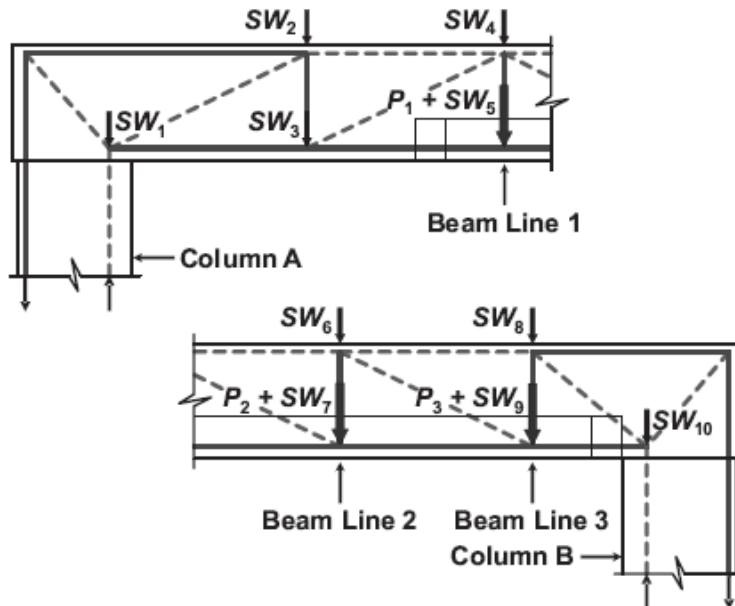 SW2 SW4
SW1 SW3 P1 + SW5
Beam Line 1
Column A
SW6 SW8
P2 + SW7 P3 + SW9
SW10
Beam Line 2 Beam Line 3
Column B